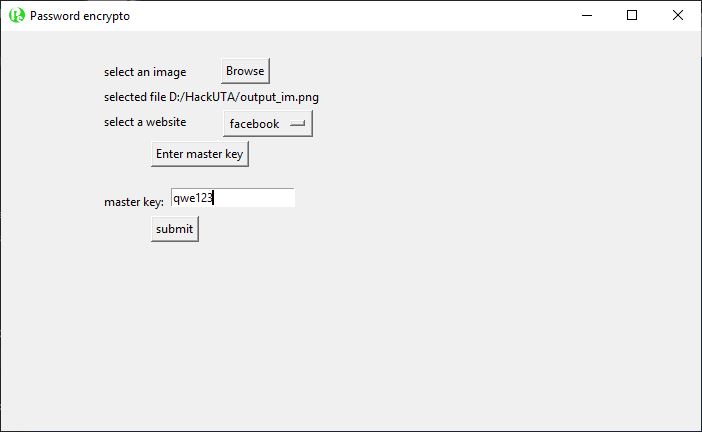 Password encrypto
select an image Browse
selected file D:/HackUTA/output_im.png
select a website facebook
Enter master key
master key: qwe123
submit